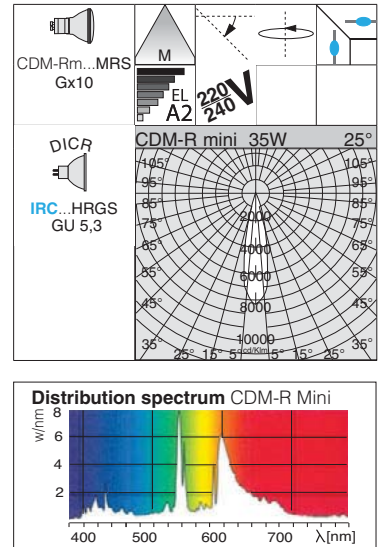 CDM-Rm...MRS
Gx10
M
EL
A2
220
240
V
DICR
IRC...HRGS
GU 5,3
CDM-R mini 35W 25°
105° 105°
95° 95°
85° 85°
75° 75°
2000
65° 65°
4000
55° 55°
6000
45° 45°
8000
35° 35°
10000
cd/Klm
25° 15° 5° 5° 15° 25°
Distribution spectrum CDM-R Mini
w/nm
8
6
4
2
400 500 600 700 λ[nm]